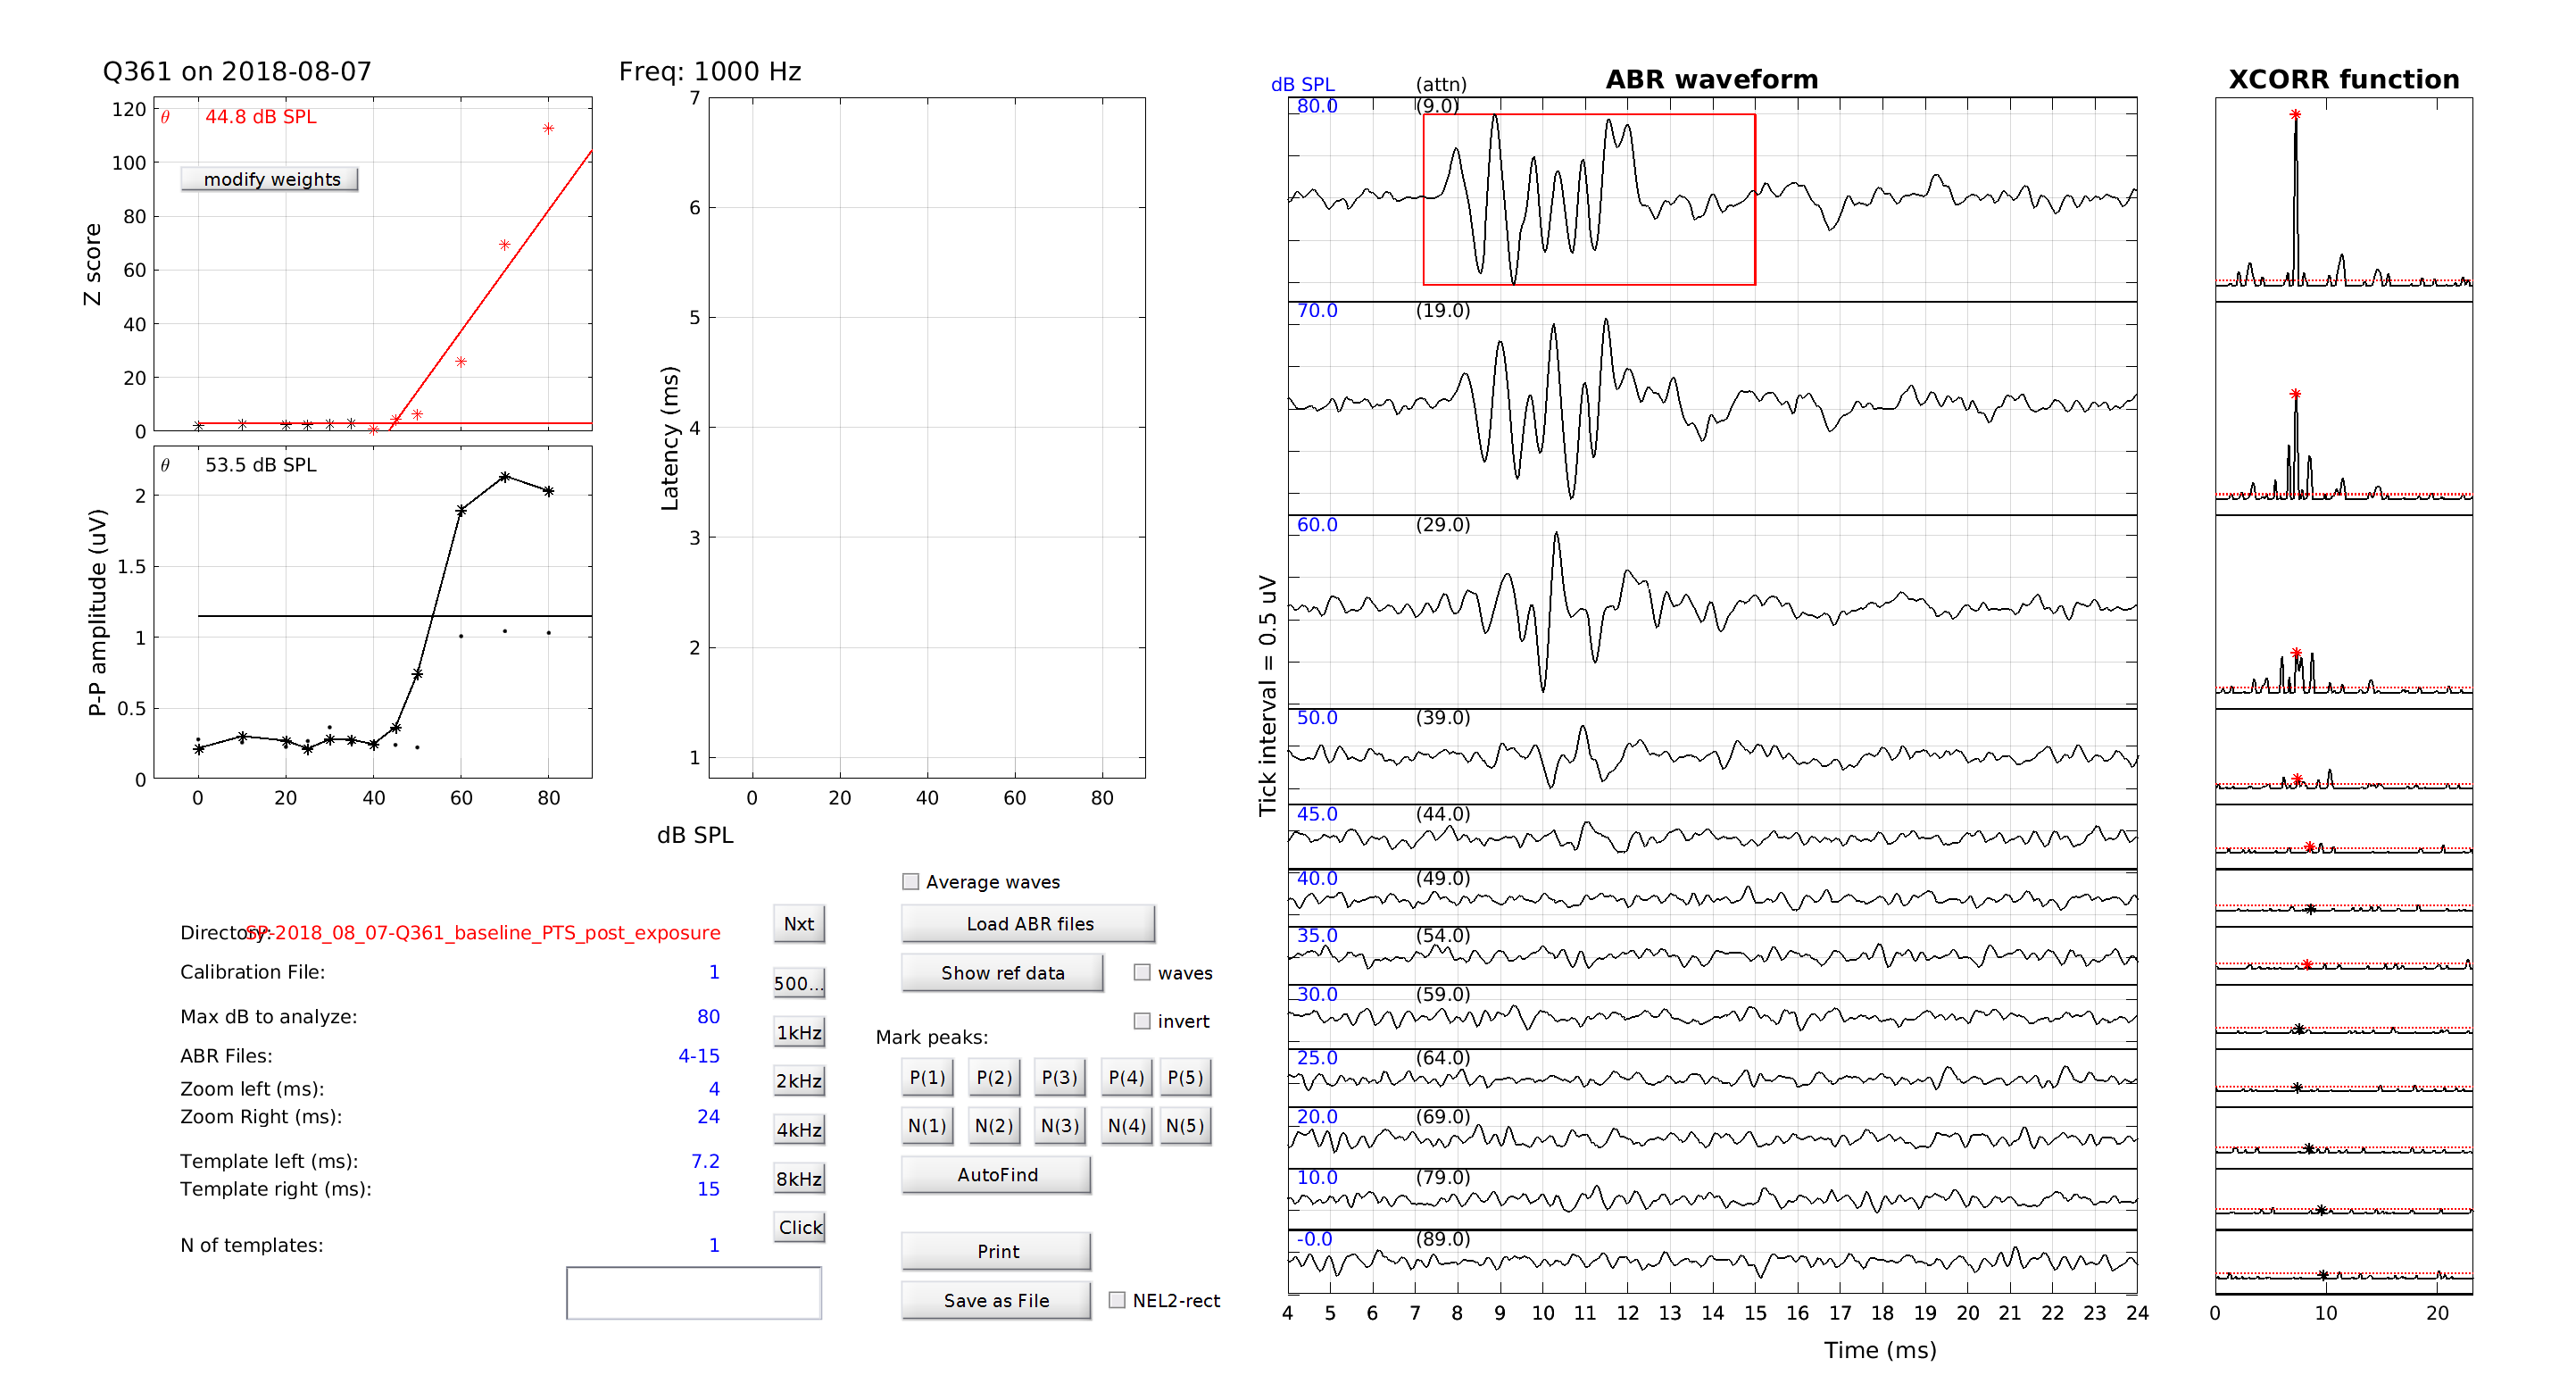 Q361 on 2018-08-07
Freq: 1000 Hz
θ 44.8 dB SPL
modify weights
Z score
120
100
80
60
40
20
0
θ 53.5 dB SPL
P-P amplitude (uV)
2
1.5
1
0.5
0
0 20 40 60 80
Latency (ms)
7
6
5
4
3
2
1
0 20 40 60 80
dB SPL
Directory: SP-2018_08_07-Q361_baseline_PTS_post_exposure
Calibration File: 1
Max dB to analyze: 80
ABR Files: 4-15
Zoom left (ms): 4
Zoom Right (ms): 24
Template left (ms): 7.2
Template right (ms): 15
N of templates: 1
Nxt
500...
1kHz
2kHz
4kHz
8kHz
Click
Average waves
Load ABR files
Show ref data
waves
invert
Mark peaks:
P(1) P(2) P(3) P(4) P(5)
N(1) N(2) N(3) N(4) N(5)
AutoFind
Print
Save as File
NEL2-rect
ABR waveform
dB SPL (attn)
80.0 (9.0)
70.0 (19.0)
60.0 (29.0)
50.0 (39.0)
45.0 (44.0)
40.0 (49.0)
35.0 (54.0)
30.0 (59.0)
25.0 (64.0)
20.0 (69.0)
10.0 (79.0)
-0.0 (89.0)
Tick interval = 0.5 uV
4 5 6 7 8 9 10 11 12 13 14 15 16 17 18 19 20 21 22 23 24
Time (ms)
XCORR function
0 10 20